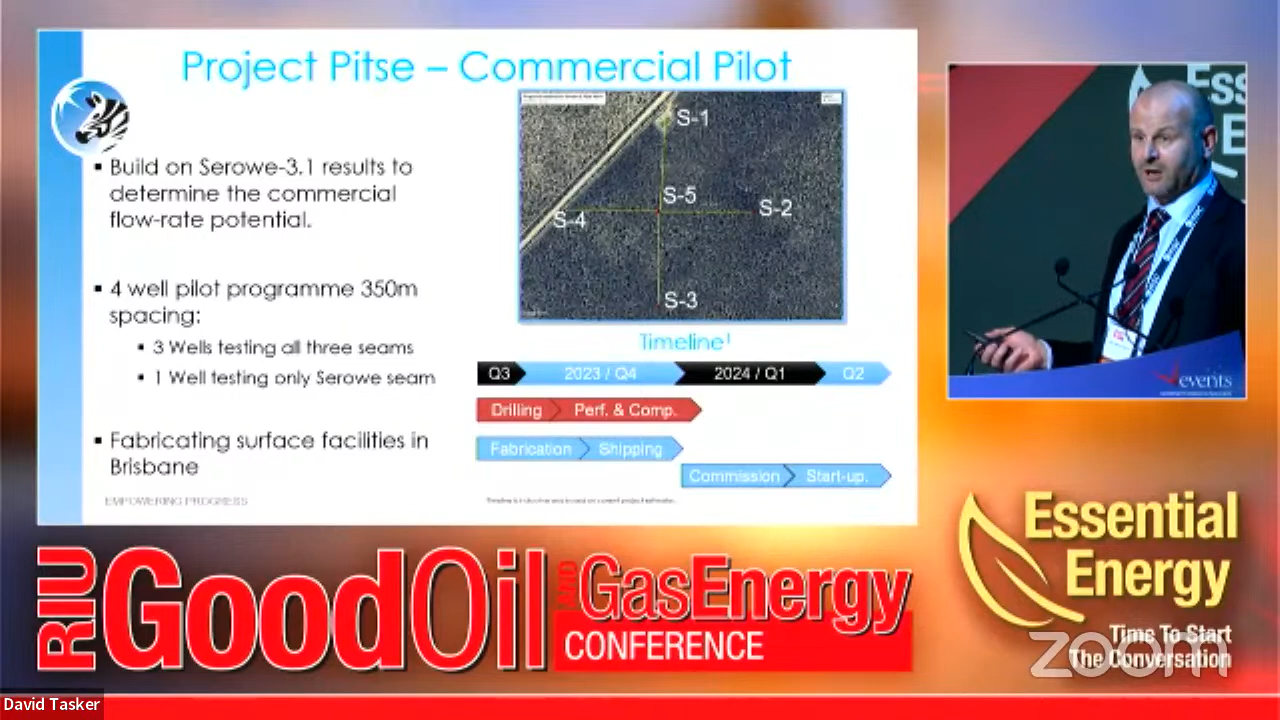 Project Pitse – Commercial Pilot
▪ Build on Serowe-3.1 results to
determine the commercial
flow-rate potential.
▪ 4 well pilot programme 350m
spacing:
▪ 3 Wells testing all three seams
▪ 1 Well testing only Serowe seam
▪ Fabricating surface facilities in
Brisbane
EMPOWERING PROGRESS
S-1
S-5
S-2
S-4
S-3
Timeline¹
Q3 2023 / Q4 2024 / Q1 Q2
Drilling Perf. & Comp.
Fabrication Shipping
Commission Start-up.
Ess
E
events
RIU GoodOil AND GasEnergy
CONFERENCE
Essential
Energy
Time To Start
The Conversation
zoom
David Tasker